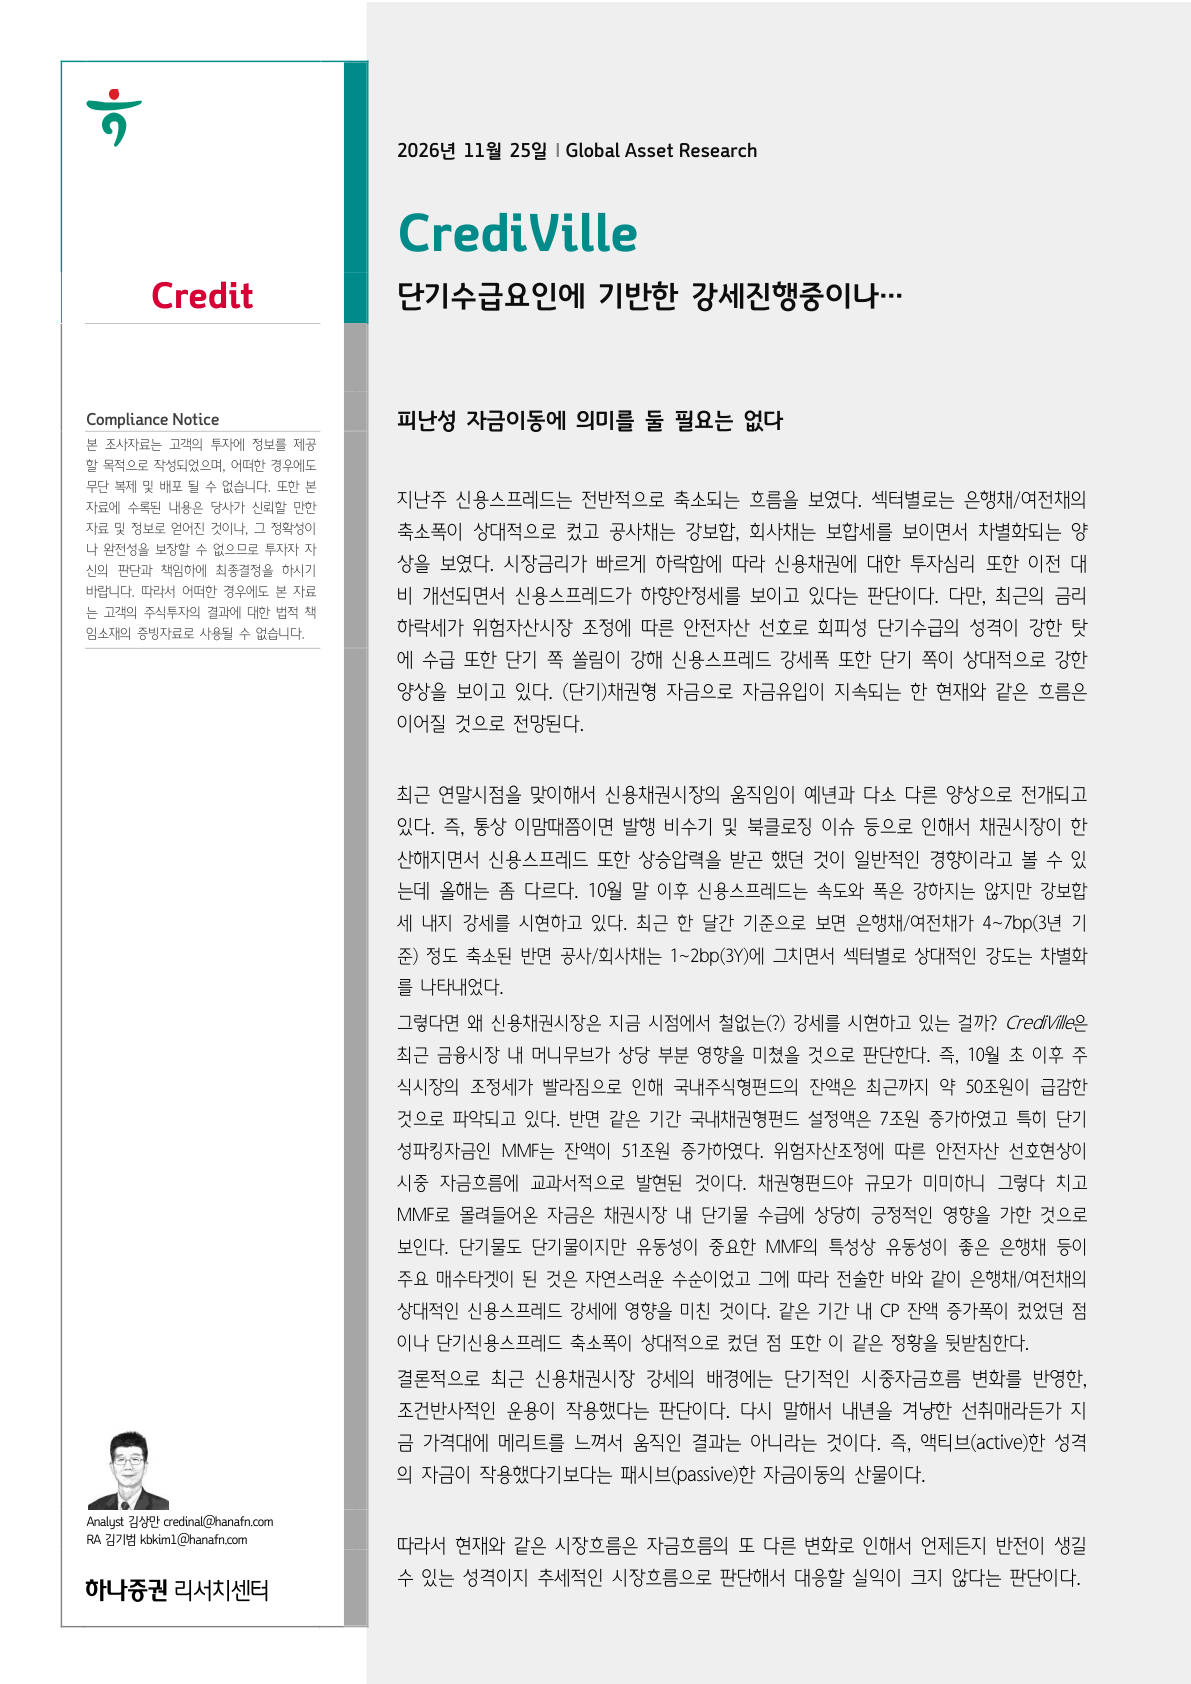 2026년 11월 25일 | Global Asset Research
CrediVille
단기수급요인에 기반한 강세진행중이나…
Credit
Compliance Notice
본 조사자료는 고객의 투자에 정보를 제공
할 목적으로 작성되었으며, 어떠한 경우에도
무단 복제 및 배포 될 수 없습니다. 또한 본
자료에 수록된 내용은 당사가 신뢰할 만한
자료 및 정보로 얻어진 것이나, 그 정확성이
나 완전성을 보장할 수 없으므로 투자자 자
신의 판단과 책임하에 최종결정을 하시기
바랍니다. 따라서 어떠한 경우에도 본 자료
는 고객의 주식투자의 결과에 대한 법적 책
임소재의 증빙자료로 사용될 수 없습니다.
피난성 자금이동에 의미를 둘 필요는 없다
지난주 신용스프레드는 전반적으로 축소되는 흐름을 보였다. 섹터별로는 은행채/여전채의
축소폭이 상대적으로 컸고 공사채는 강보합, 회사채는 보합세를 보이면서 차별화되는 양
상을 보였다. 시장금리가 빠르게 하락함에 따라 신용채권에 대한 투자심리 또한 이전 대
비 개선되면서 신용스프레드가 하향안정세를 보이고 있다는 판단이다. 다만, 최근의 금리
하락세가 위험자산시장 조정에 따른 안전자산 선호로 회피성 단기수급의 성격이 강한 탓
에 수급 또한 단기 쪽 쏠림이 강해 신용스프레드 강세폭 또한 단기 쪽이 상대적으로 강한
양상을 보이고 있다. (단기)채권형 자금으로 자금유입이 지속되는 한 현재와 같은 흐름은
이어질 것으로 전망된다.
최근 연말시점을 맞이해서 신용채권시장의 움직임이 예년과 다소 다른 양상으로 전개되고
있다. 즉, 통상 이맘때쯤이면 발행 비수기 및 북클로징 이슈 등으로 인해서 채권시장이 한
산해지면서 신용스프레드 또한 상승압력을 받곤 했던 것이 일반적인 경향이라고 볼 수 있
는데 올해는 좀 다르다. 10월 말 이후 신용스프레드는 속도와 폭은 강하지는 않지만 강보합
세 내지 강세를 시현하고 있다. 최근 한 달간 기준으로 보면 은행채/여전채가 4~7bp(3년 기
준) 정도 축소된 반면 공사/회사채는 1~2bp(3Y)에 그치면서 섹터별로 상대적인 강도는 차별화
를 나타내었다.
그렇다면 왜 신용채권시장은 지금 시점에서 철없는(?) 강세를 시현하고 있는 걸까? CrediVille은
최근 금융시장 내 머니무브가 상당 부분 영향을 미쳤을 것으로 판단한다. 즉, 10월 초 이후 주
식시장의 조정세가 빨라짐으로 인해 국내주식형펀드의 잔액은 최근까지 약 50조원이 급감한
것으로 파악되고 있다. 반면 같은 기간 국내채권형펀드 설정액은 7조원 증가하였고 특히 단기
성파킹자금인 MMF는 잔액이 51조원 증가하였다. 위험자산조정에 따른 안전자산 선호현상이
시중 자금흐름에 교과서적으로 발현된 것이다. 채권형펀드야 규모가 미미하니 그렇다 치고
MMF로 몰려들어온 자금은 채권시장 내 단기물 수급에 상당히 긍정적인 영향을 가한 것으로
보인다. 단기물도 단기물이지만 유동성이 중요한 MMF의 특성상 유동성이 좋은 은행채 등이
주요 매수타겟이 된 것은 자연스러운 수순이었고 그에 따라 전술한 바와 같이 은행채/여전채의
상대적인 신용스프레드 강세에 영향을 미친 것이다. 같은 기간 내 CP 잔액 증가폭이 컸었던 점
이나 단기신용스프레드 축소폭이 상대적으로 컸던 점 또한 이 같은 정황을 뒷받침한다.
결론적으로 최근 신용채권시장 강세의 배경에는 단기적인 시중자금흐름 변화를 반영한,
조건반사적인 운용이 작용했다는 판단이다. 다시 말해서 내년을 겨냥한 선취매라든가 지
금 가격대에 메리트를 느껴서 움직인 결과는 아니라는 것이다. 즉, 액티브(active)한 성격
의 자금이 작용했다기보다는 패시브(passive)한 자금이동의 산물이다.
따라서 현재와 같은 시장흐름은 자금흐름의 또 다른 변화로 인해서 언제든지 반전이 생길
수 있는 성격이지 추세적인 시장흐름으로 판단해서 대응할 실익이 크지 않다는 판단이다.
Analyst 김상만 credinal@hanafn.com
RA 김기범 kbkim1@hanafn.com
하나증권 리서치센터